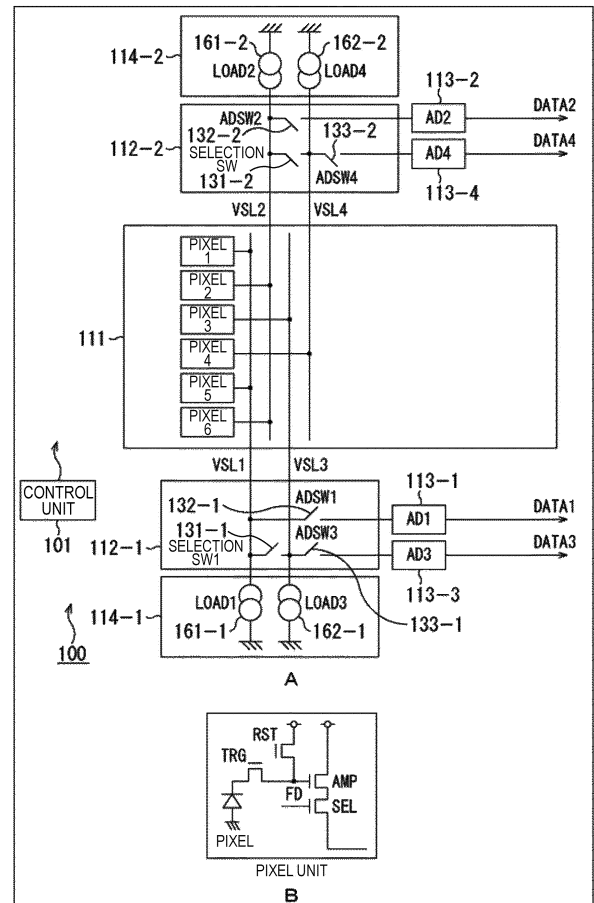 161-2 162-2
114-2 LOAD2 LOAD4
113-2
ADSW2 AD2 DATA2
132-2 133-2
112-2 SELECTION SW AD4 DATA4
131-2 ADSW4
113-4
VSL2 VSL4
PIXEL 1
PIXEL 2
PIXEL 3
111
PIXEL 4
PIXEL 5
PIXEL 6
VSL1 VSL3
CONTROL UNIT
101
132-1 ADSW1 113-1
AD1 DATA1
131-1 ADSW3
112-1 SELECTION SW1 AD3 DATA3
113-3
114-1 LOAD1 LOAD3
161-1 162-1 133-1
100
A
RST
TRG
FD AMP
SEL
PIXEL
PIXEL UNIT
B